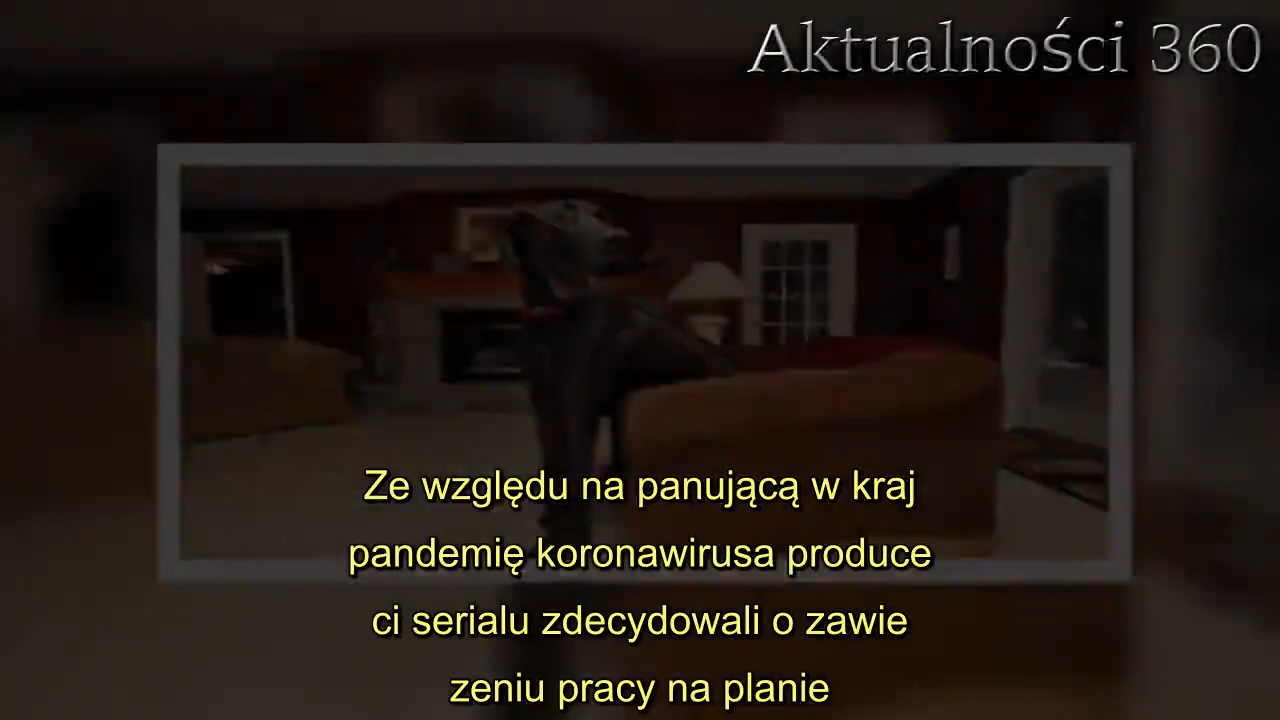 Aktualności 360
Ze względu na panującą w kraj
pandemię koronawirusa produce
ci serialu zdecydowali o zawie
zeniu pracy na planie